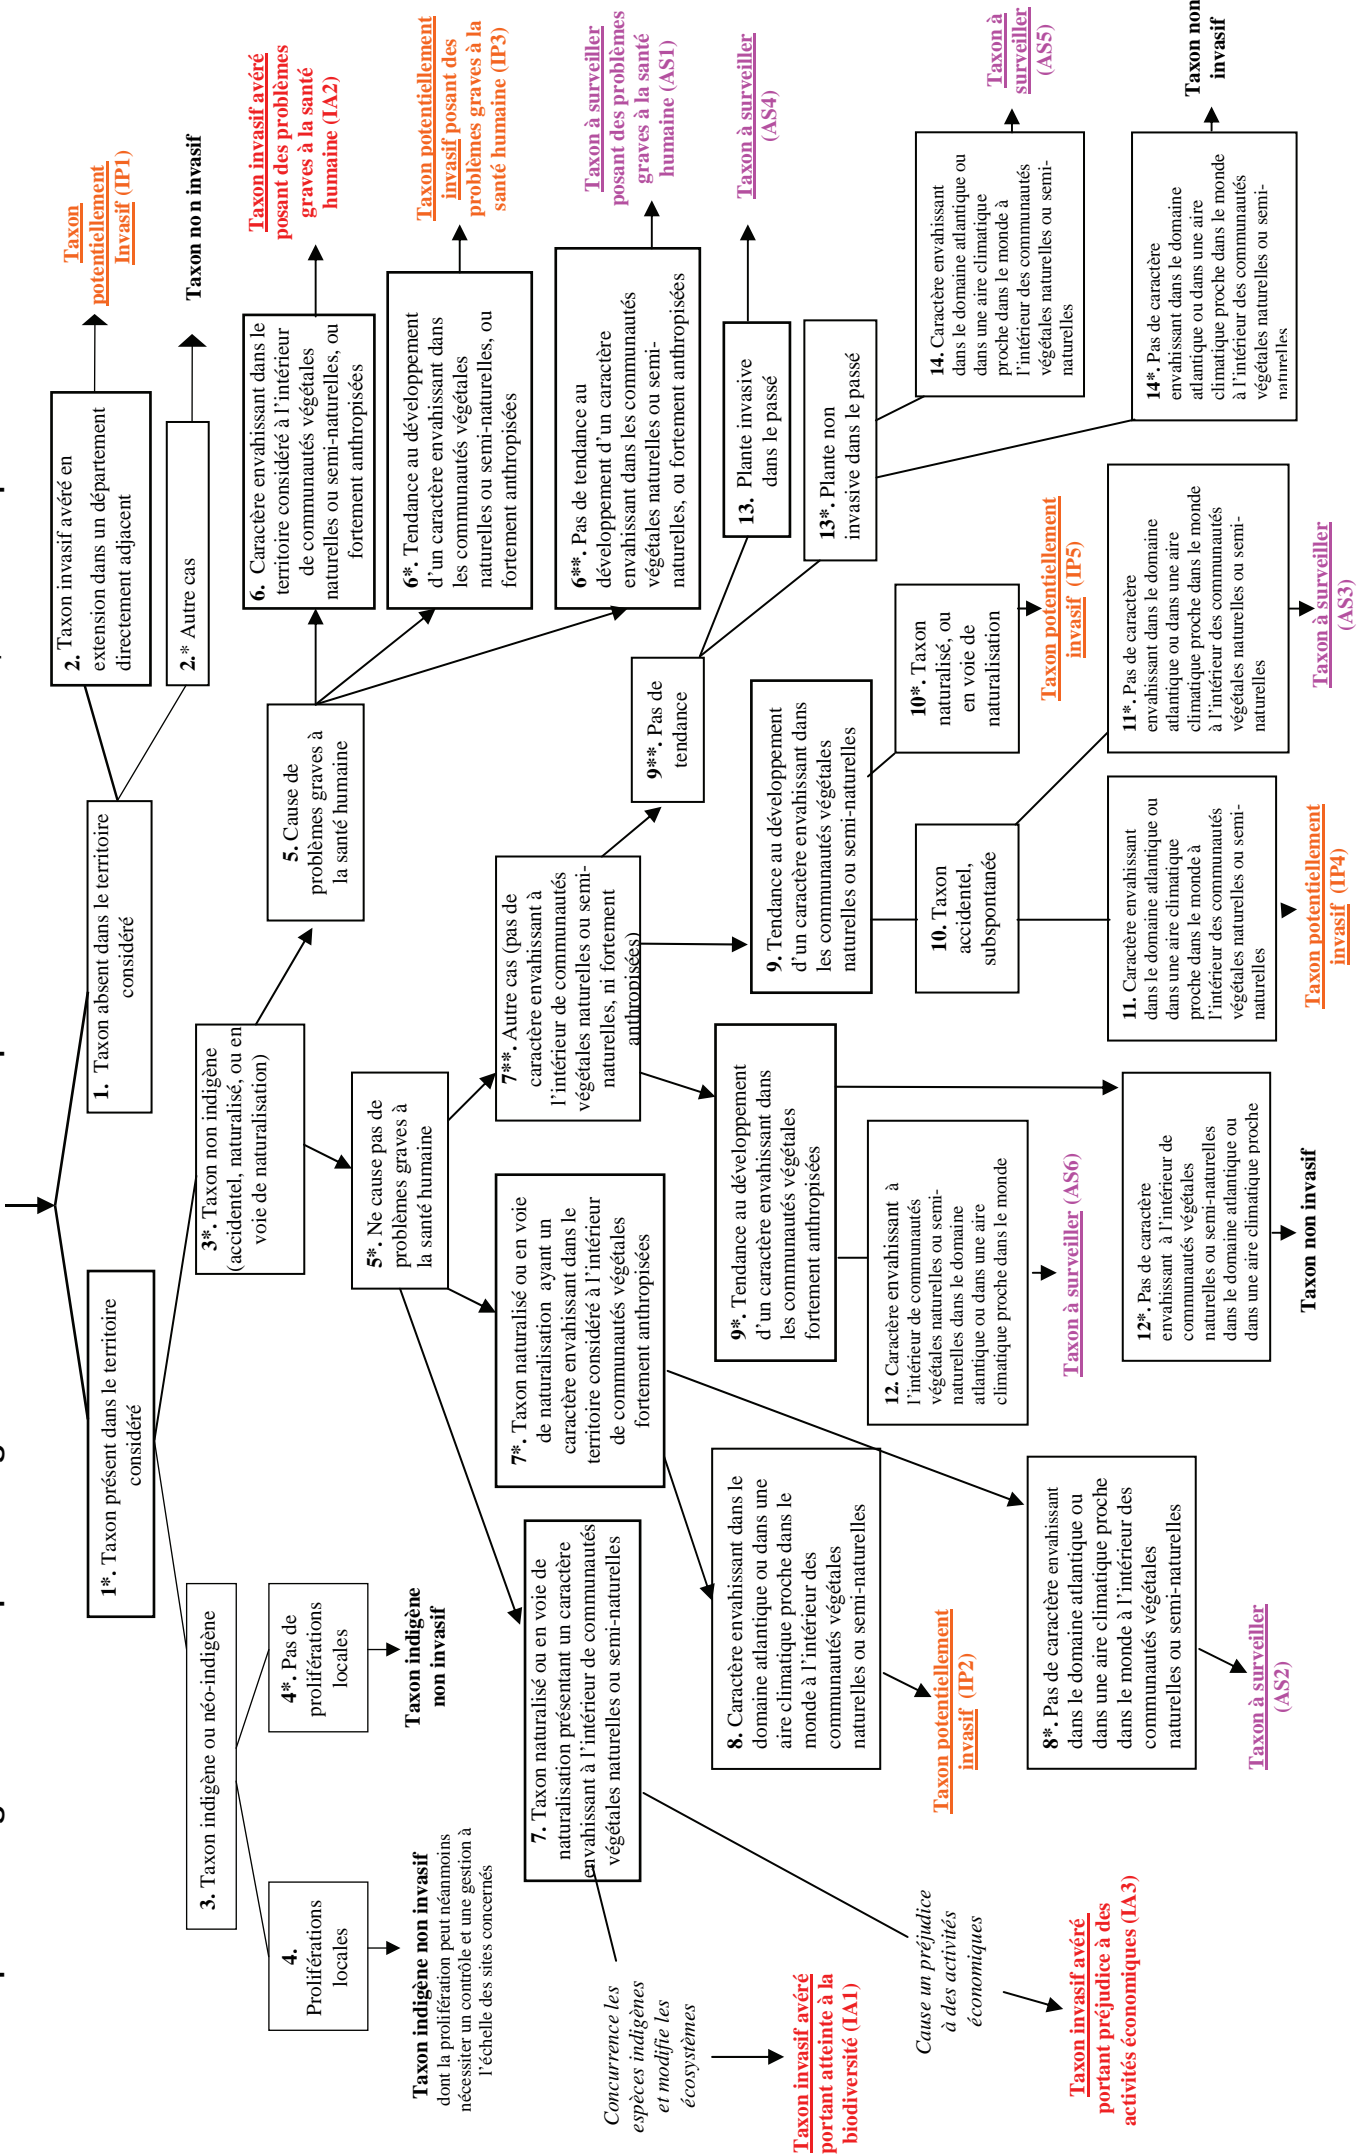 1*. Taxon présent dans le territoire
considéré
1. Taxon absent dans le territoire
considéré
2. Taxon invasif avéré en
extension dans un département
directement adjacent
Taxon
potentiellement
Invasif (IP1)
2.* Autre cas
Taxon no n invasif
3. Taxon indigène ou néo-indigène
3*. Taxon non indigène
(accidentel, naturalisé, ou en
voie de naturalisation)
4.
Proliférations
locales
4*. Pas de
proliférations
locales
Taxon indigène non invasif
dont la prolifération peut néanmoins
nécessiter un contrôle et une gestion à
l’échelle des sites concernés
Taxon indigène
non invasif
5. Cause de
problèmes graves à
la santé humaine
5*. Ne cause pas de
problèmes graves à
la santé humaine
6. Caractère envahissant dans le
territoire considéré à l’intérieur
de communautés végétales
naturelles ou semi-naturelles, ou
fortement anthropisées
Taxon invasif avéré
posant des problèmes
graves à la santé
humaine (IA2)
6*. Tendance au développement
d’un caractère envahissant dans
les communautés végétales
naturelles ou semi-naturelles, ou
fortement anthropisées
Taxon potentiellement
invasif posant des
problèmes graves à la
santé humaine (IP3)
6**. Pas de tendance au
développement d’un caractère
envahissant dans les communautés
végétales naturelles ou semi-
naturelles, ou fortement anthropisées
Taxon à surveiller
posant des problèmes
graves à la santé
humaine (AS1)
7. Taxon naturalisé ou en voie de
naturalisation présentant un caractère
envahissant à l’intérieur de communautés
végétales naturelles ou semi-naturelles
7*. Taxon naturalisé ou en voie
de naturalisation ayant un
caractère envahissant dans le
territoire considéré à l’intérieur
de communautés végétales
fortement anthropisées
7**. Autre cas (pas de
caractère envahissant à
l’intérieur de communautés
végétales naturelles ou semi-
naturelles, ni fortement
anthropisées)
Concurrence les
espèces indigènes
et modifie les
écosystèmes
Taxon invasif avéré
portant atteinte à la
biodiversité (IA1)
Cause un préjudice
à des activités
économiques
Taxon invasif avéré
portant préjudice à des
activités économiques (IA3)
8. Caractère envahissant dans le
domaine atlantique ou dans une
aire climatique proche dans le
monde à l’intérieur des
communautés végétales
naturelles ou semi-naturelles
Taxon potentiellement
invasif (IP2)
8*. Pas de caractère envahissant
dans le domaine atlantique ou
dans une aire climatique proche
dans le monde à l’intérieur des
communautés végétales
naturelles ou semi-naturelles
Taxon à surveiller
(AS2)
9*. Tendance au développement
d’un caractère envahissant dans
les communautés végétales
fortement anthropisées
9. Tendance au développement
d’un caractère envahissant dans
les communautés végétales
naturelles ou semi-naturelles
9**. Pas de
tendance
12. Caractère envahissant à
l’intérieur de communautés
végétales naturelles ou semi-
naturelles dans le domaine
atlantique ou dans une aire
climatique proche dans le monde
Taxon à surveiller (AS6)
12*. Pas de caractère
envahissant à l’intérieur de
communautés végétales
naturelles ou semi-naturelles
dans le domaine atlantique ou
dans une aire climatique proche
Taxon non invasif
10. Taxon
accidentel,
subspontanée
10*. Taxon
naturalisé, ou
en voie de
naturalisation
Taxon potentiellement
invasif (IP5)
11. Caractère envahissant
dans le domaine atlantique ou
dans une aire climatique
proche dans le monde à
l’intérieur des communautés
végétales naturelles ou semi-
naturelles
Taxon potentiellement
invasif (IP4)
11*. Pas de caractère
envahissant dans le domaine
atlantique ou dans une aire
climatique proche dans le monde
à l’intérieur des communautés
végétales naturelles ou semi-
naturelles
Taxon à surveiller
(AS3)
13. Plante invasive
dans le passé
Taxon à surveiller
(AS4)
13*. Plante non
invasive dans le passé
14. Caractère envahissant
dans le domaine atlantique ou
dans une aire climatique
proche dans le monde à
l’intérieur des communautés
végétales naturelles ou semi-
naturelles
Taxon à
surveiller
(AS5)
14*. Pas de caractère
envahissant dans le domaine
atlantique ou dans une aire
climatique proche dans le monde
à l’intérieur des communautés
végétales naturelles ou semi-
naturelles
Taxon non
invasif